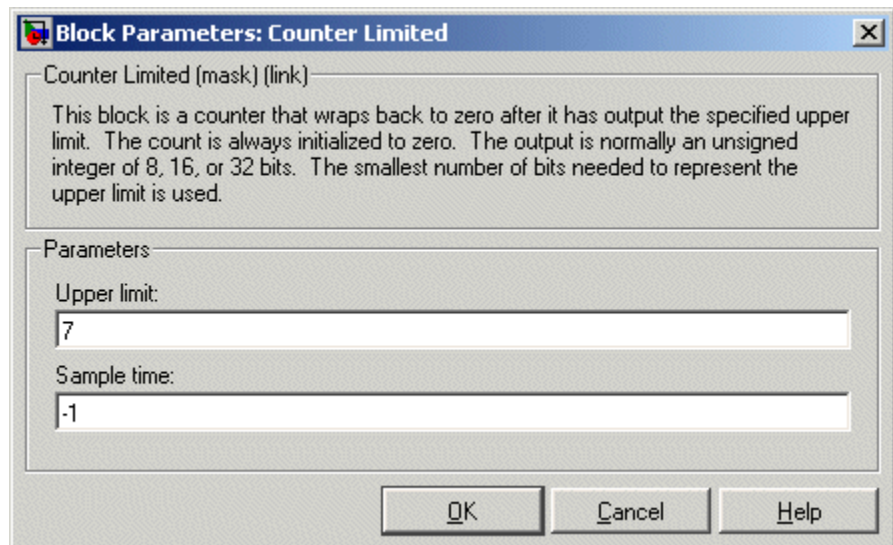 Block Parameters: Counter Limited
Counter Limited (mask) (link)
This block is a counter that wraps back to zero after it has output the specified upper
limit.  The count is always initialized to zero.  The output is normally an unsigned
integer of 8, 16, or 32 bits.  The smallest number of bits needed to represent the
upper limit is used.
Parameters
Upper limit:
7
Sample time:
-1
OK Cancel Help